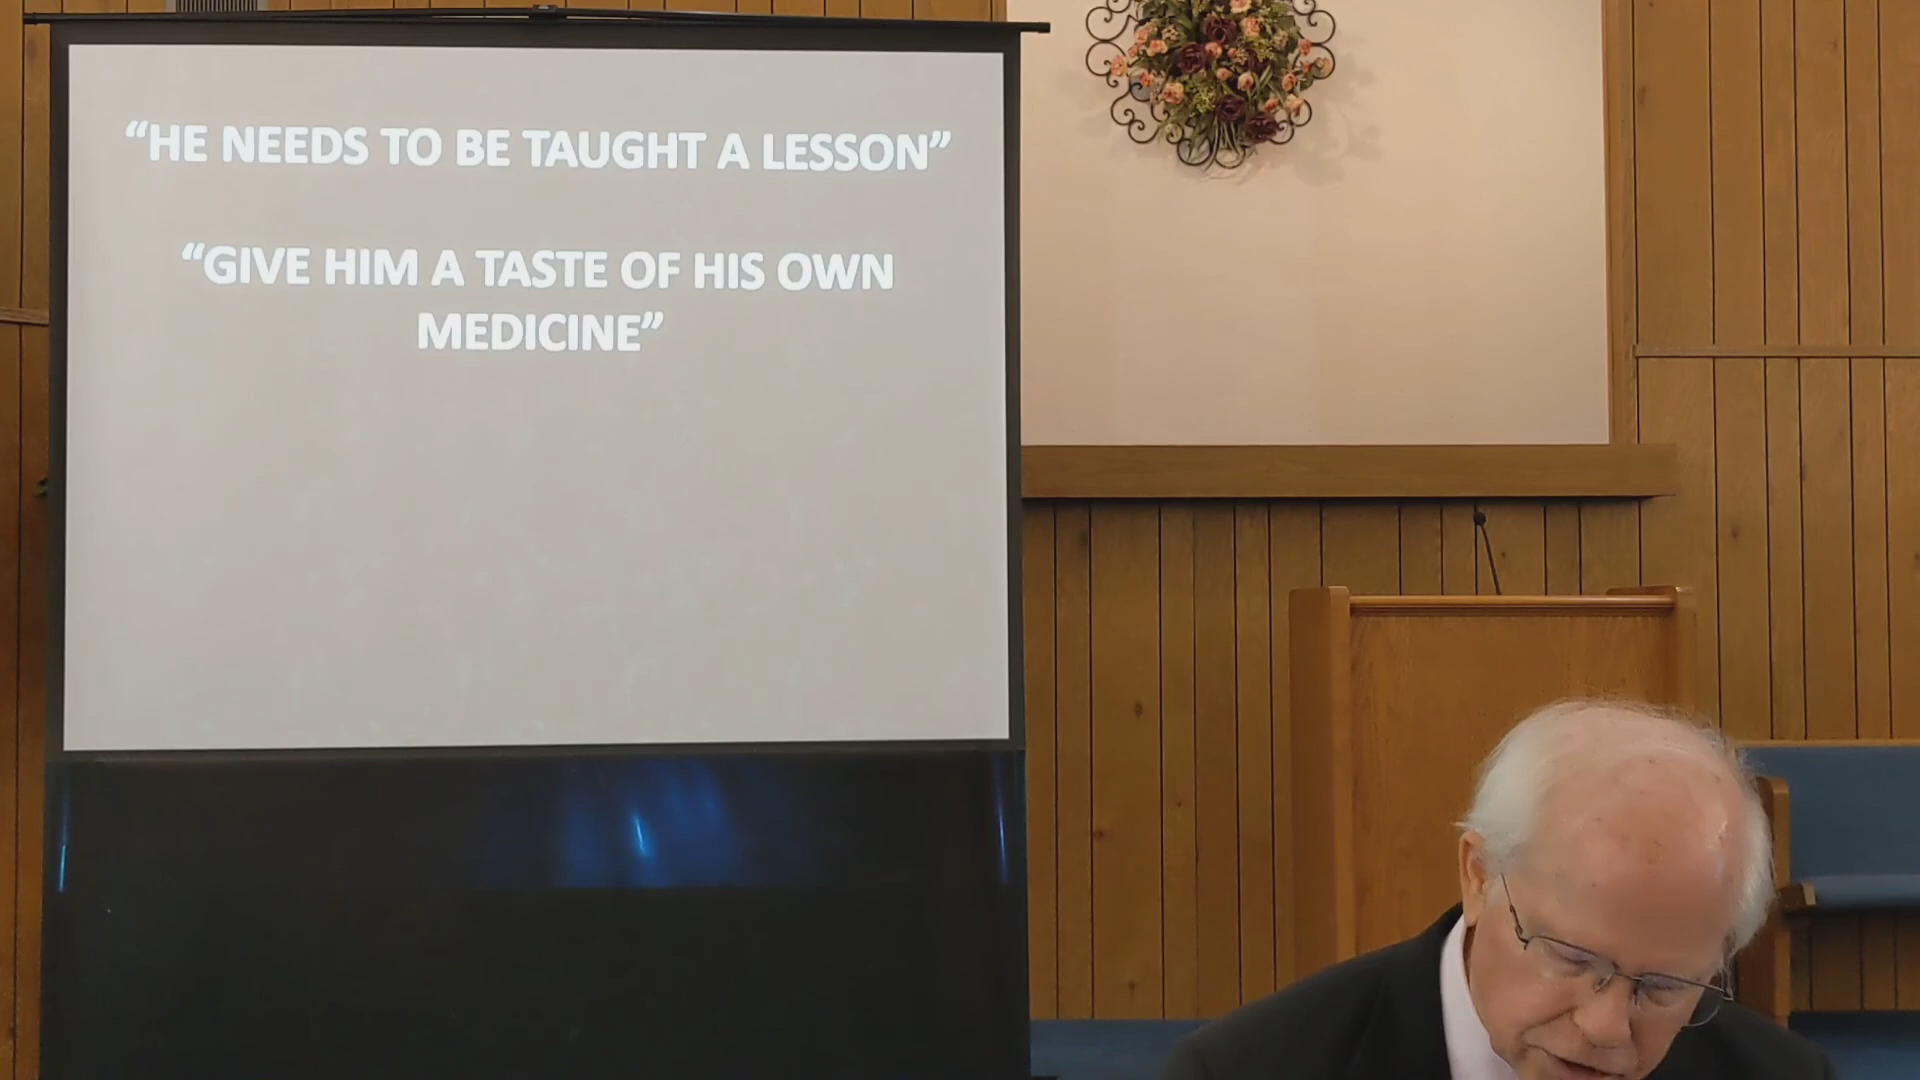 “HE NEEDS TO BE TAUGHT A LESSON”
“GIVE HIM A TASTE OF HIS OWN
MEDICINE”